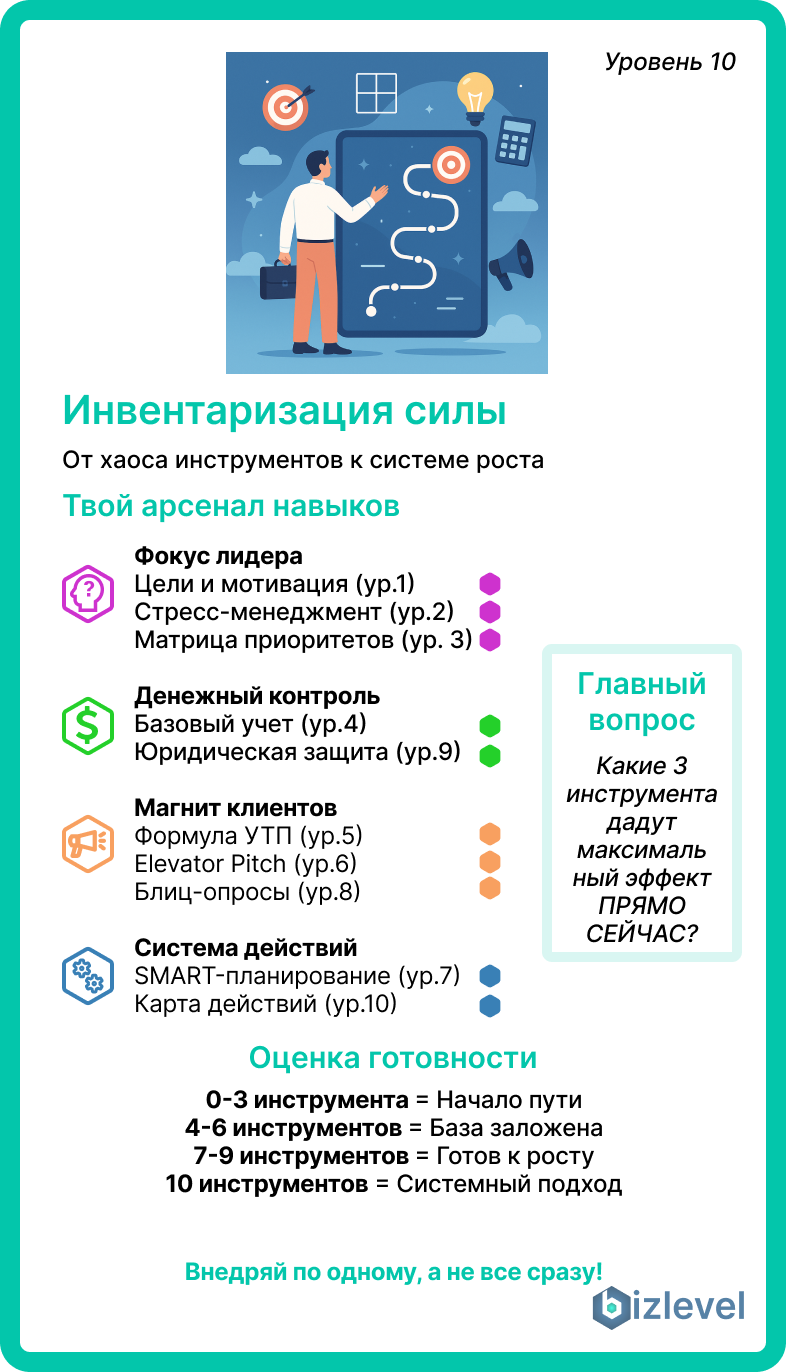 Уровень 10
Инвентаризация силы
От хаоса инструментов к системе роста
Твой арсенал навыков
Фокус лидера
Цели и мотивация (ур.1)
Стресс-менеджмент (ур.2)
Матрица приоритетов (ур. 3)
Денежный контроль
Базовый учет (ур.4)
Юридическая защита (ур.9)
Магнит клиентов
Формула УТП (ур.5)
Elevator Pitch (ур.6)
Блиц-опросы (ур.8)
Система действий
SMART-планирование (ур.7)
Карта действий (ур.10)
Главный
вопрос
Какие 3
инструмента
дадут
максималь
ный эффект
ПРЯМО
СЕЙЧАС?
Оценка готовности
0-3 инструмента = Начало пути
4-6 инструментов = База заложена
7-9 инструментов = Готов к росту
10 инструментов = Системный подход
Внедряй по одному, а не все сразу!
bizlevel